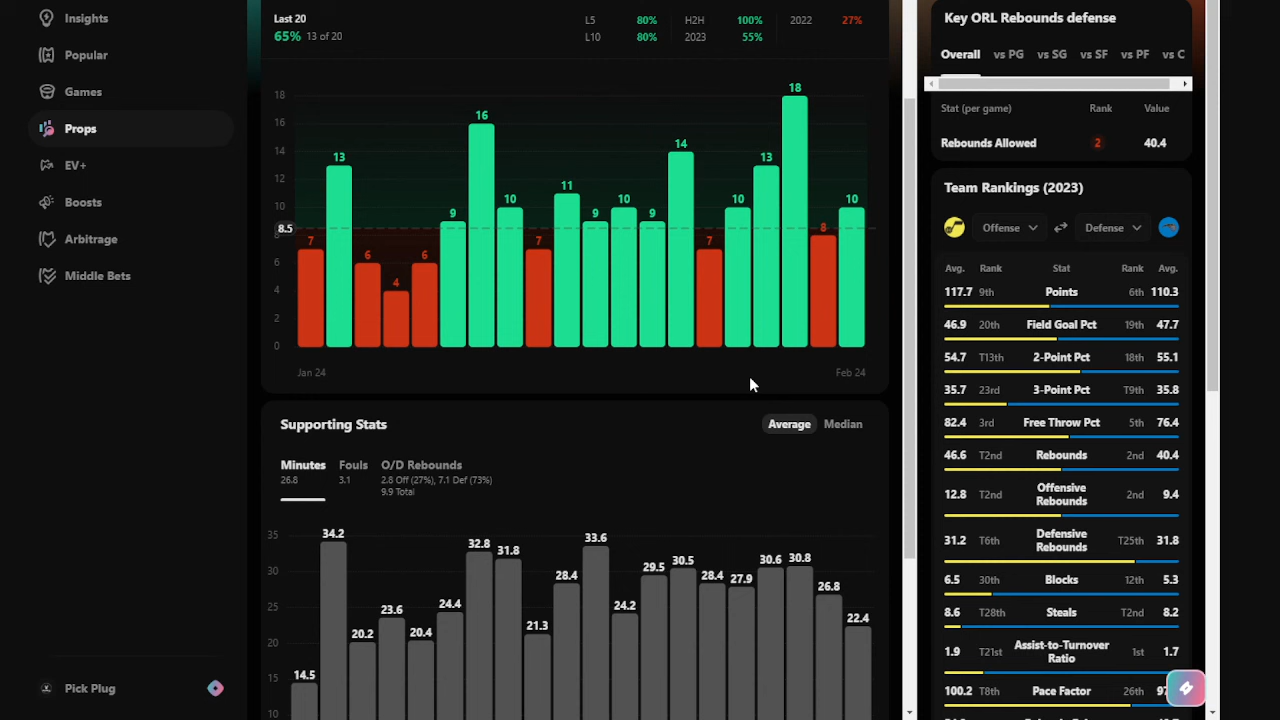 Insights
Popular
Games
Props
EV+
Boosts
Arbitrage
Middle Bets
Pick Plug
Last 20
65% 13 of 20
L5 80% H2H 100% 2022 27%
L10 80% 2023 55%
18
16
14
12
10
8.5
6
4
2
0
7 13 6 4 6 9 16 10 7 11 9 10 9 14 7 10 13 18 8 10
Jan 24 Feb 24
Supporting Stats
Average Median
Minutes Fouls O/D Rebounds
26.8 3.1 2.8 Off (27%), 7.1 Def (73%)
9.9 Total
35
30
25
20
15
10
14.5 34.2 20.2 23.6 20.4 24.4 32.8 31.8 21.3 28.4 33.6 24.2 29.5 30.5 28.4 27.9 30.6 30.8 26.8 22.4
Key ORL Rebounds defense
Overall vs PG vs SG vs SF vs PF vs C
Stat (per game) Rank Value
Rebounds Allowed 2 40.4
Team Rankings (2023)
Offense Defense
Avg. Rank Stat Rank Avg.
117.7 9th Points 6th 110.3
46.9 20th Field Goal Pct 19th 47.7
54.7 T13th 2-Point Pct 18th 55.1
35.7 23rd 3-Point Pct T9th 35.8
82.4 3rd Free Throw Pct 5th 76.4
46.6 T2nd Rebounds 2nd 40.4
12.8 T2nd Offensive Rebounds 2nd 9.4
31.2 T6th Defensive Rebounds T25th 31.8
6.5 30th Blocks 12th 5.3
8.6 T28th Steals T2nd 8.2
1.9 T21st Assist-to-Turnover Ratio 1st 1.7
100.2 T8th Pace Factor 26th